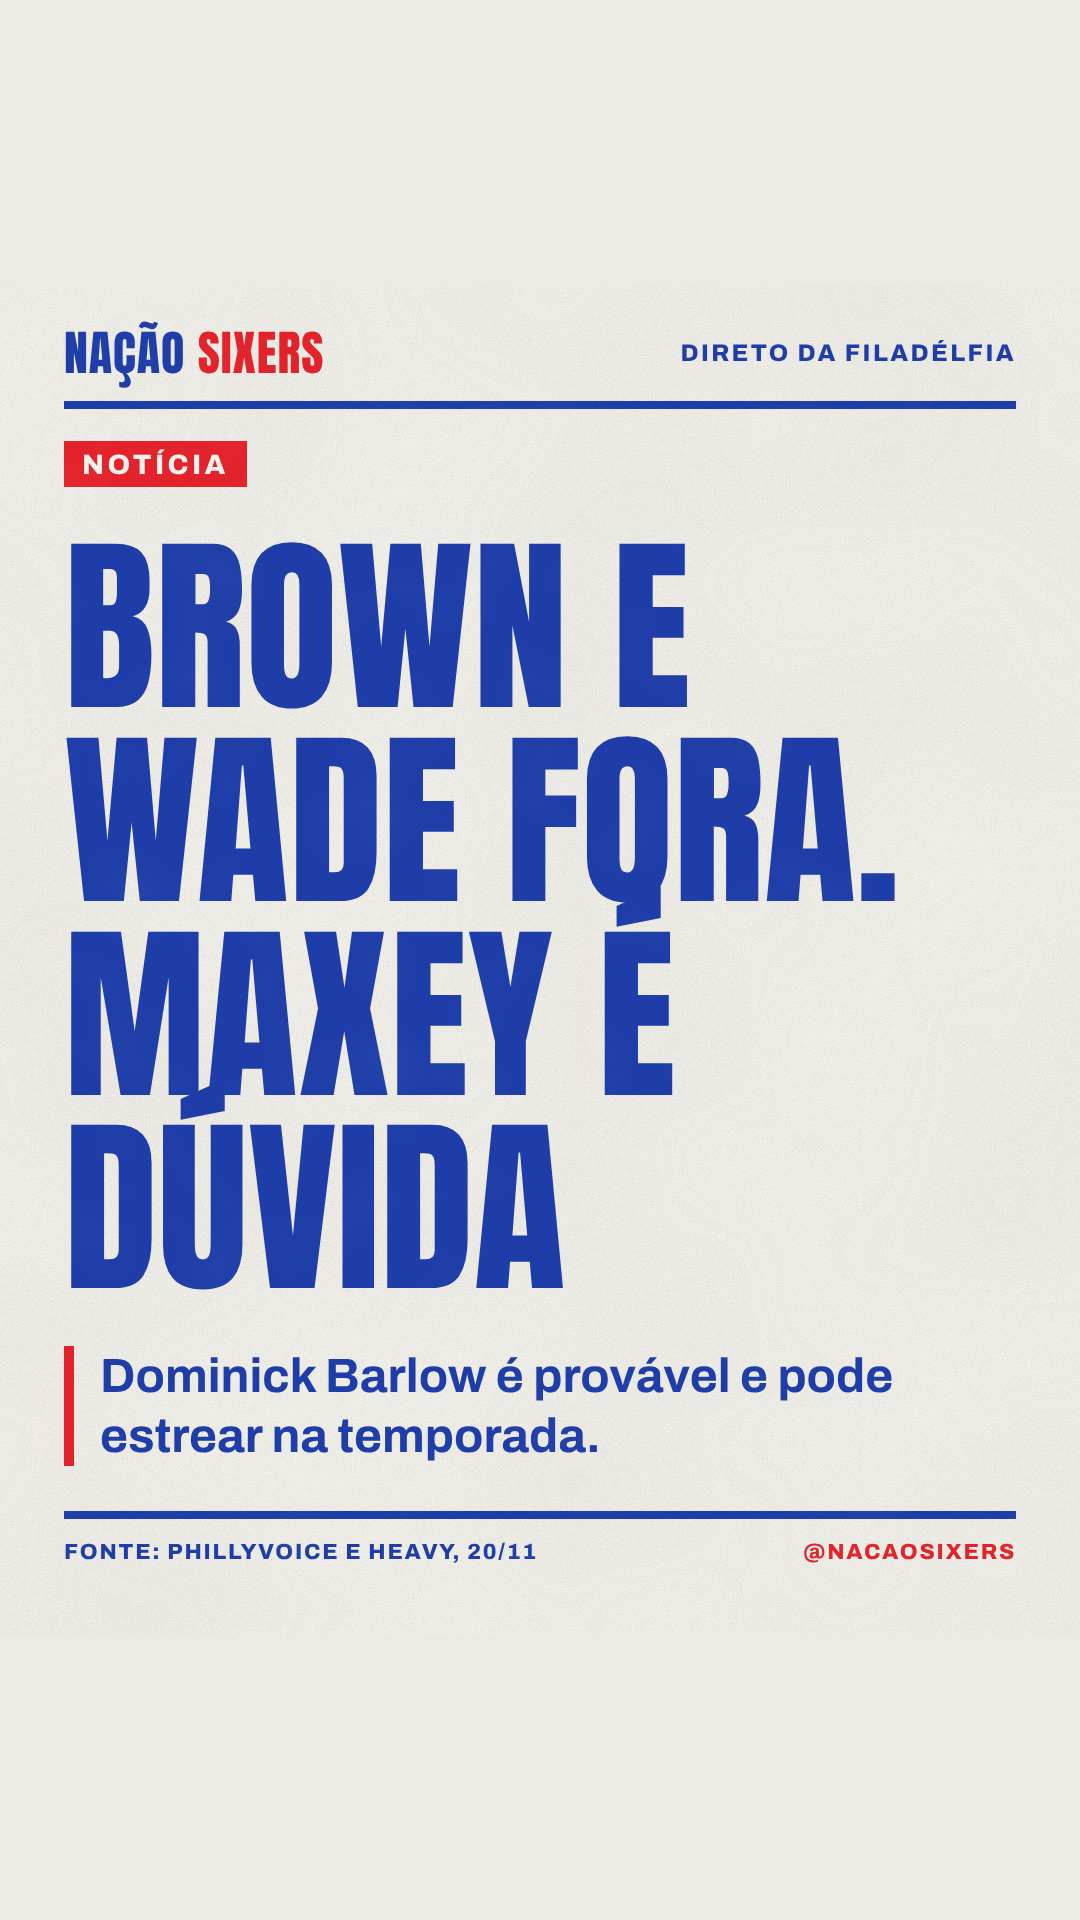 NAÇÃO SIXERS
DIRETO DA FILADÉLFIA
NOTÍCIA
BROWN E
WADE FORA.
MAXEY É
DÚVIDA
Dominick Barlow é provável e pode
estrear na temporada.
FONTE: PHILLYVOICE E HEAVY, 20/11
@NACAOSIXERS